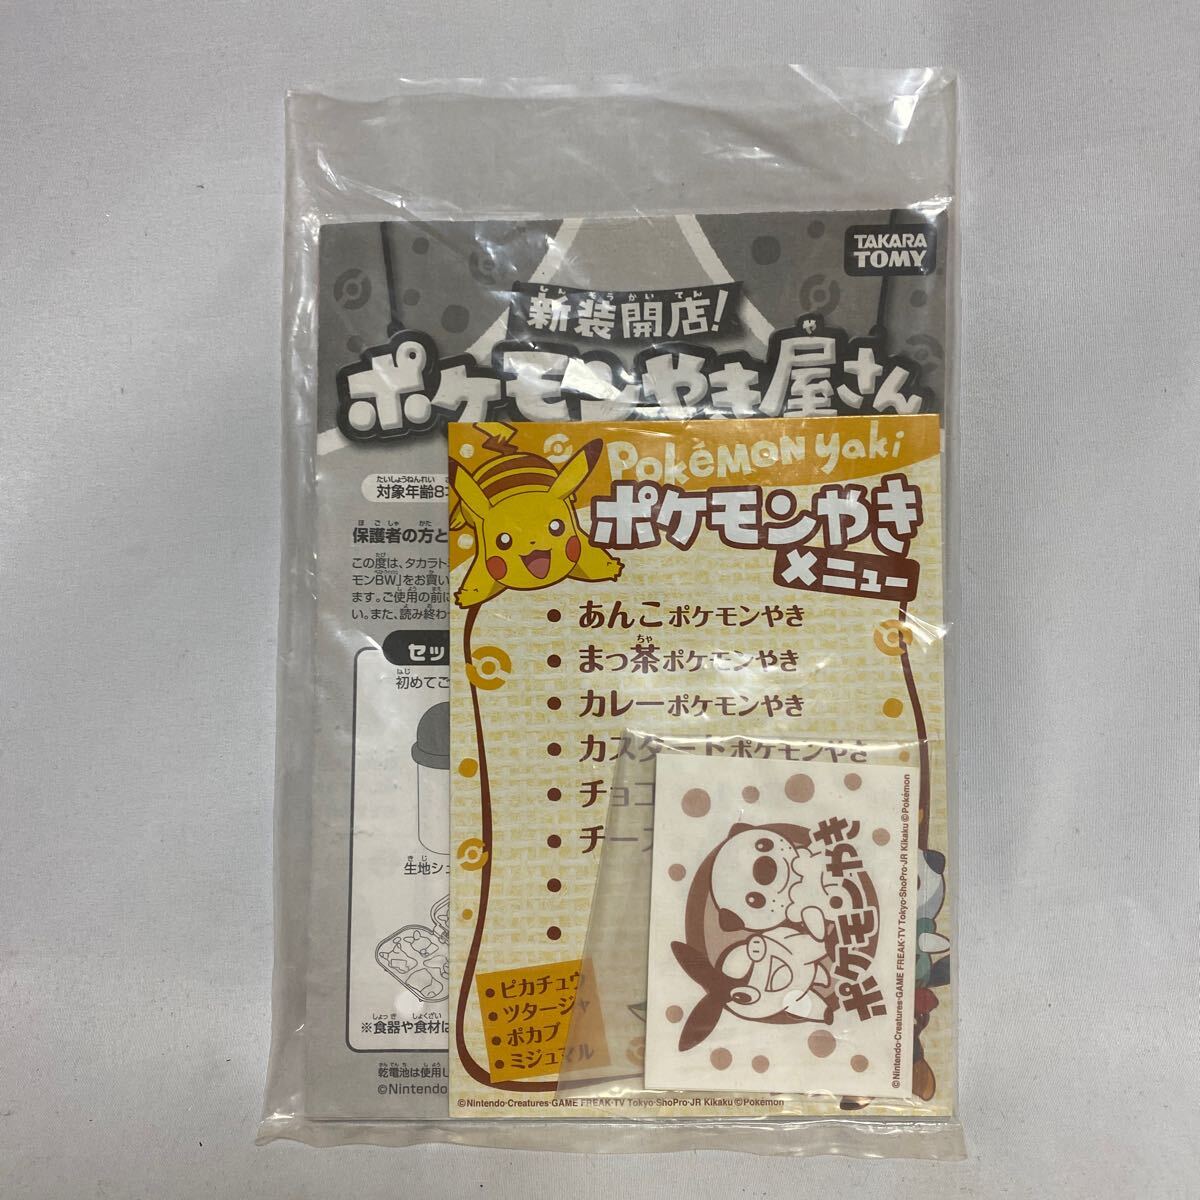 TAKARA
TOMY
しんそうかいてん
新装開店!
や
ポケモンやき屋さん
たいしょうねんれい
対象年齢8
ほごしゃ かた
保護者の方と
この度は、タカラト
モンBW」をお買い
ます。ご使用の前に
い。また、読み終わ
セッ
初めてご
きじ
生地シ
しょっき しょくざい
※食器や食材は
かんでんち しよう
乾電池は使用し
©Nintendo
Pokémon yaki
ポケモンやき
メニュー
• あんこポケモンやき
ちゃ
• まっ茶ポケモンやき
• カレーポケモンやき
• カスタードポケモンやき
• チョコ
• チーズ
•
•
• ピカチュウ
• ツタージャ
• ポカブ
• ミジュマル
©Nintendo·Creatures·GAME FREAK·TV Tokyo·ShoPro·JR Kikaku ©Pokémon
ポケモンやき
©Nintendo·Creatures·GAME FREAK·TV Tokyo·ShoPro·JR Kikaku ©Pokémon